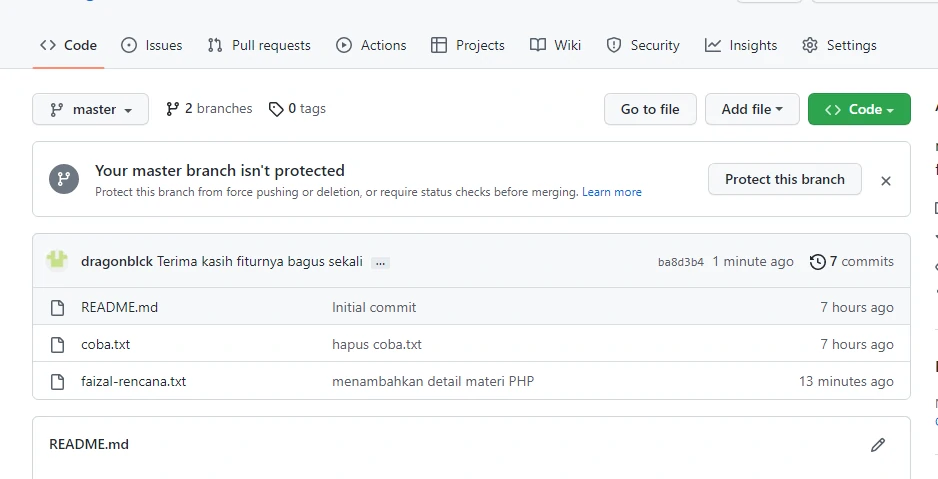 Code Issues Pull requests Actions Projects Wiki Security Insights Settings
master 2 branches 0 tags Go to file Add file Code
Your master branch isn't protected
Protect this branch from force pushing or deletion, or require status checks before merging. Learn more
Protect this branch
dragonblck Terima kasih fiturnya bagus sekali ... ba8d3b4 1 minute ago 7 commits
README.md Initial commit 7 hours ago
coba.txt hapus coba.txt 7 hours ago
faizal-rencana.txt menambahkan detail materi PHP 13 minutes ago
README.md